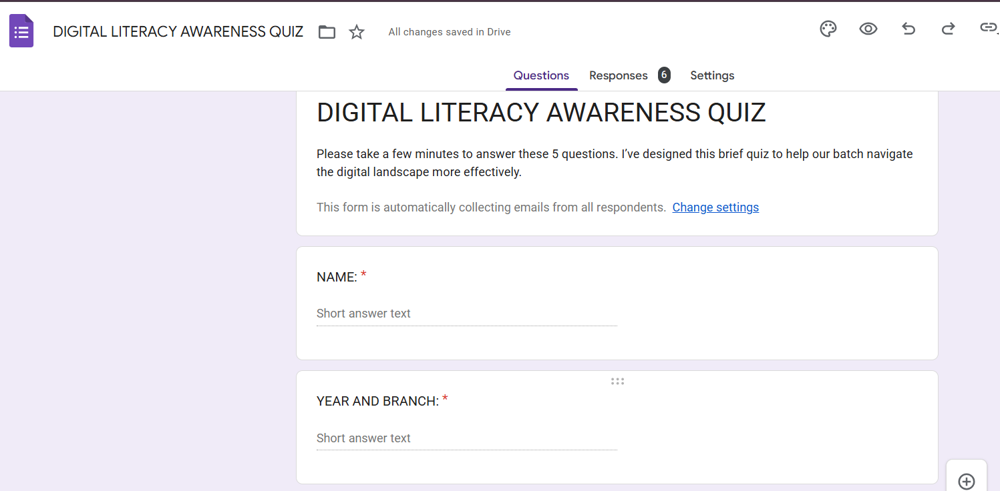 DIGITAL LITERACY AWARENESS QUIZ
All changes saved in Drive
Questions
Responses 6
Settings
DIGITAL LITERACY AWARENESS QUIZ
Please take a few minutes to answer these 5 questions. I’ve designed this brief quiz to help our batch navigate
the digital landscape more effectively.
This form is automatically collecting emails from all respondents. Change settings
NAME: *
Short answer text
YEAR AND BRANCH: *
Short answer text